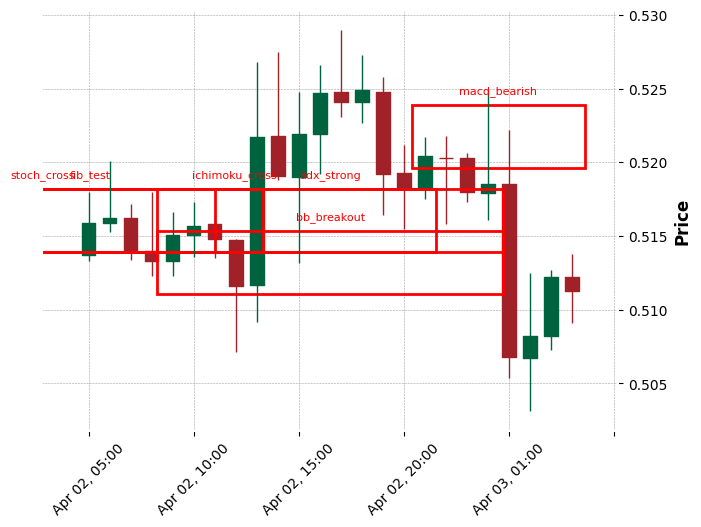 0.530
0.525
macd_bearish
0.520
stoch_cross
fib_test
ichimoku_cross
adx_strong
bb_breakout
0.515
0.510
0.505
Price
Apr 02, 05:00
Apr 02, 10:00
Apr 02, 15:00
Apr 02, 20:00
Apr 03, 01:00